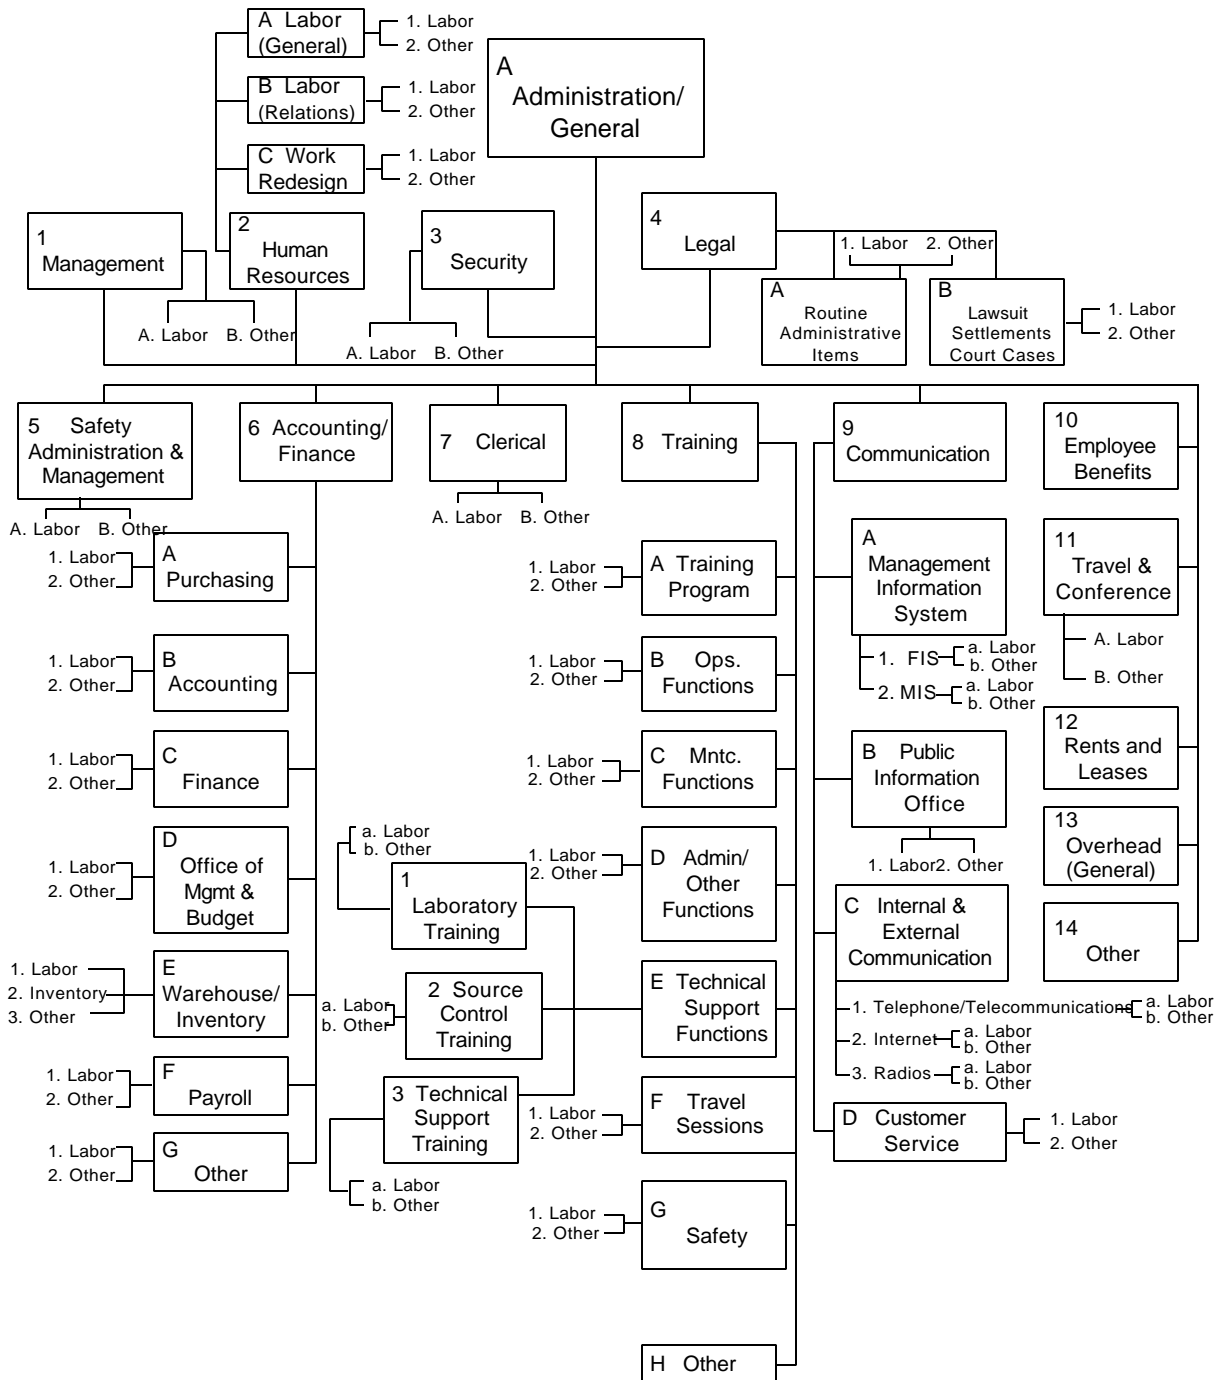 A Labor
(General)
1. Labor
2. Other
B Labor
(Relations)
1. Labor
2. Other
C Work
Redesign
1. Labor
2. Other
A
Administration/
General
1
Management
A. Labor B. Other
2
Human
Resources
3
Security
A. Labor B. Other
4
Legal
1. Labor 2. Other
A
Routine
Administrative
Items
B
Lawsuit
Settlements
Court Cases
1. Labor
2. Other
5 Safety
Administration &
Management
A. Labor B. Other
6 Accounting/
Finance
A
Purchasing
1. Labor
2. Other
B
Accounting
1. Labor
2. Other
C
Finance
1. Labor
2. Other
D
Office of
Mgmt &
Budget
1. Labor
2. Other
E
Warehouse/
Inventory
1. Labor
2. Inventory
3. Other
F
Payroll
1. Labor
2. Other
G
Other
1. Labor
2. Other
7 Clerical
A. Labor B. Other
8 Training
A Training
Program
1. Labor
2. Other
B Ops.
Functions
1. Labor
2. Other
C Mntc.
Functions
1. Labor
2. Other
D Admin/
Other
Functions
1. Labor
2. Other
E Technical
Support
Functions
1
Laboratory
Training
a. Labor
b. Other
2 Source
Control
Training
a. Labor
b. Other
3 Technical
Support
Training
a. Labor
b. Other
F Travel
Sessions
1. Labor
2. Other
G
Safety
1. Labor
2. Other
H Other
9
Communication
A
Management
Information
System
1. FIS
a. Labor
b. Other
2. MIS
a. Labor
b. Other
B Public
Information
Office
1. Labor2. Other
C Internal &
External
Communication
1. Telephone/Telecommunications
a. Labor
b. Other
2. Internet
a. Labor
b. Other
3. Radios
a. Labor
b. Other
D Customer
Service
1. Labor
2. Other
10
Employee
Benefits
11
Travel &
Conference
A. Labor
B. Other
12
Rents and
Leases
13
Overhead
(General)
14
Other